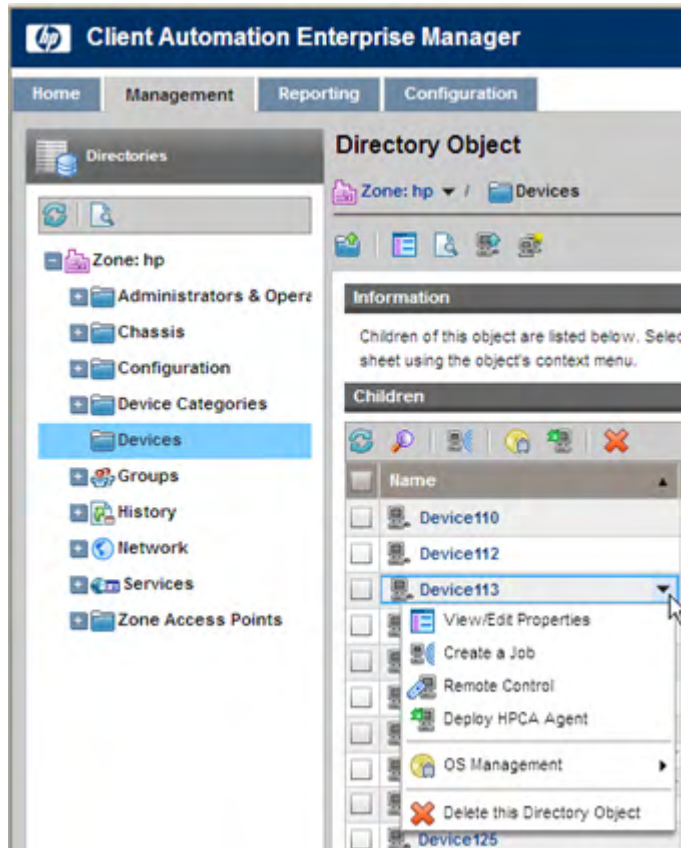 hp Client Automation Enterprise Manager
Home Management Reporting Configuration
Directories
Zone: hp
Administrators & Opera
Chassis
Configuration
Device Categories
Devices
Groups
History
Network
Services
Zone Access Points
Directory Object
Zone: hp / Devices
Information
Children of this object are listed below. Selec
sheet using the object's context menu.
Children
Name
Device110
Device112
Device113
View/Edit Properties
Create a Job
Remote Control
Deploy HPCA Agent
OS Management
Delete this Directory Object
Device125